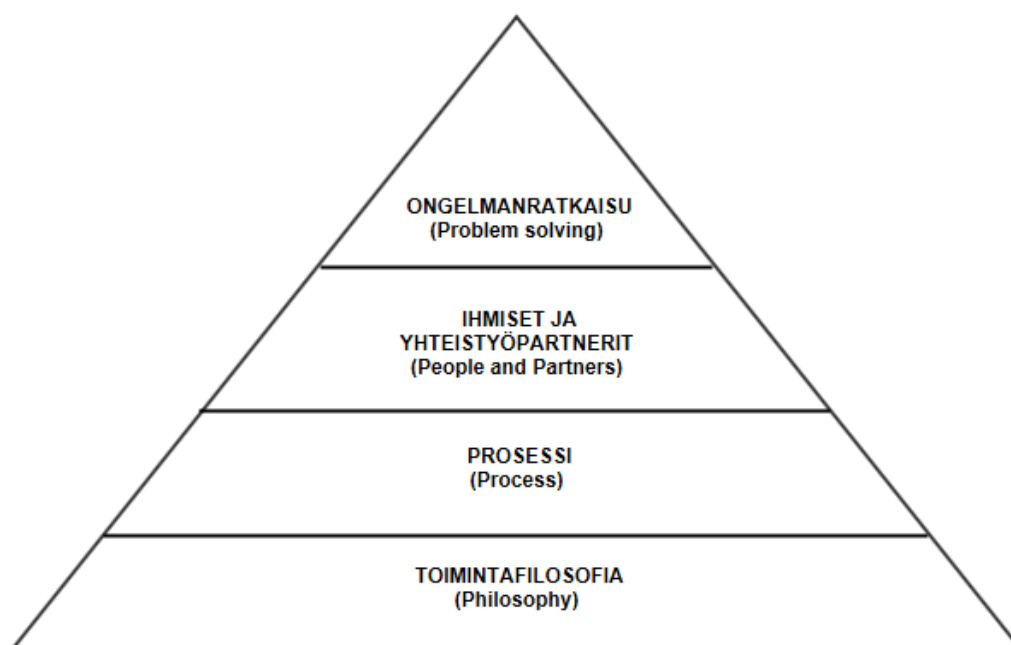 ONGELMANRATKAISU
(Problem solving)
IHMISET JA
YHTEISTYÖPARTNERIT
(People and Partners)
PROSESSI
(Process)
TOIMINTAFILOSOFIA
(Philosophy)